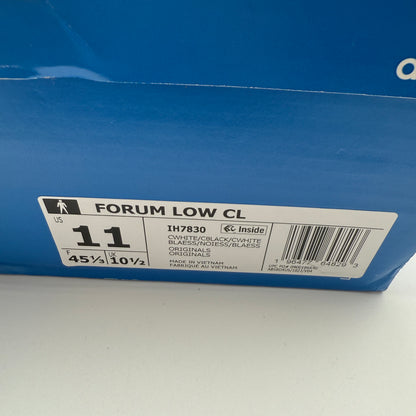 FORUM LOW CL
US
11
F
45⅓
UK
10½
IH7830
Inside
CWHITE/CBLACK/CWHITE
BLAESS/NOIESS/BLAESS
ORIGINALS
ORIGINALS
MADE IN VIETNAM
FABRIQUE AU VIETNAM